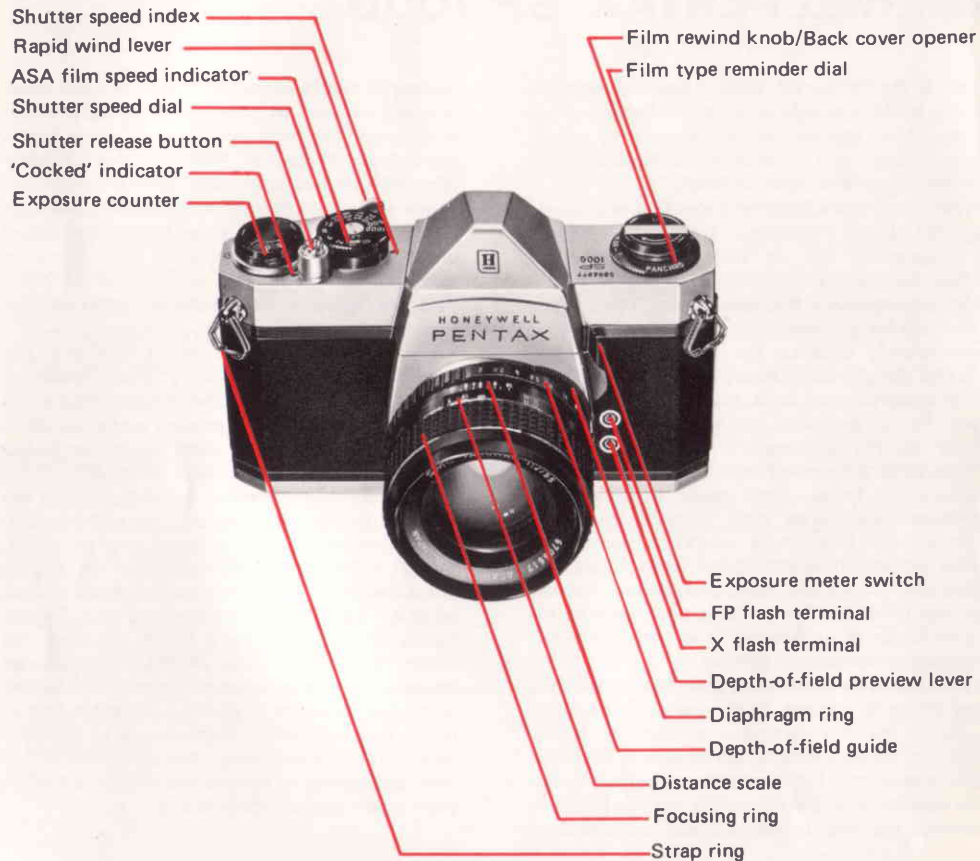 Shutter speed index
Rapid wind lever
ASA film speed indicator
Shutter speed dial
Shutter release button
'Cocked' indicator
Exposure counter
Film rewind knob/Back cover opener
Film type reminder dial
PANCHRO
SP
1000
H
HONEYWELL
PENTAX
Exposure meter switch
FP flash terminal
X flash terminal
Depth-of-field preview lever
Diaphragm ring
Depth-of-field guide
Distance scale
Focusing ring
Strap ring